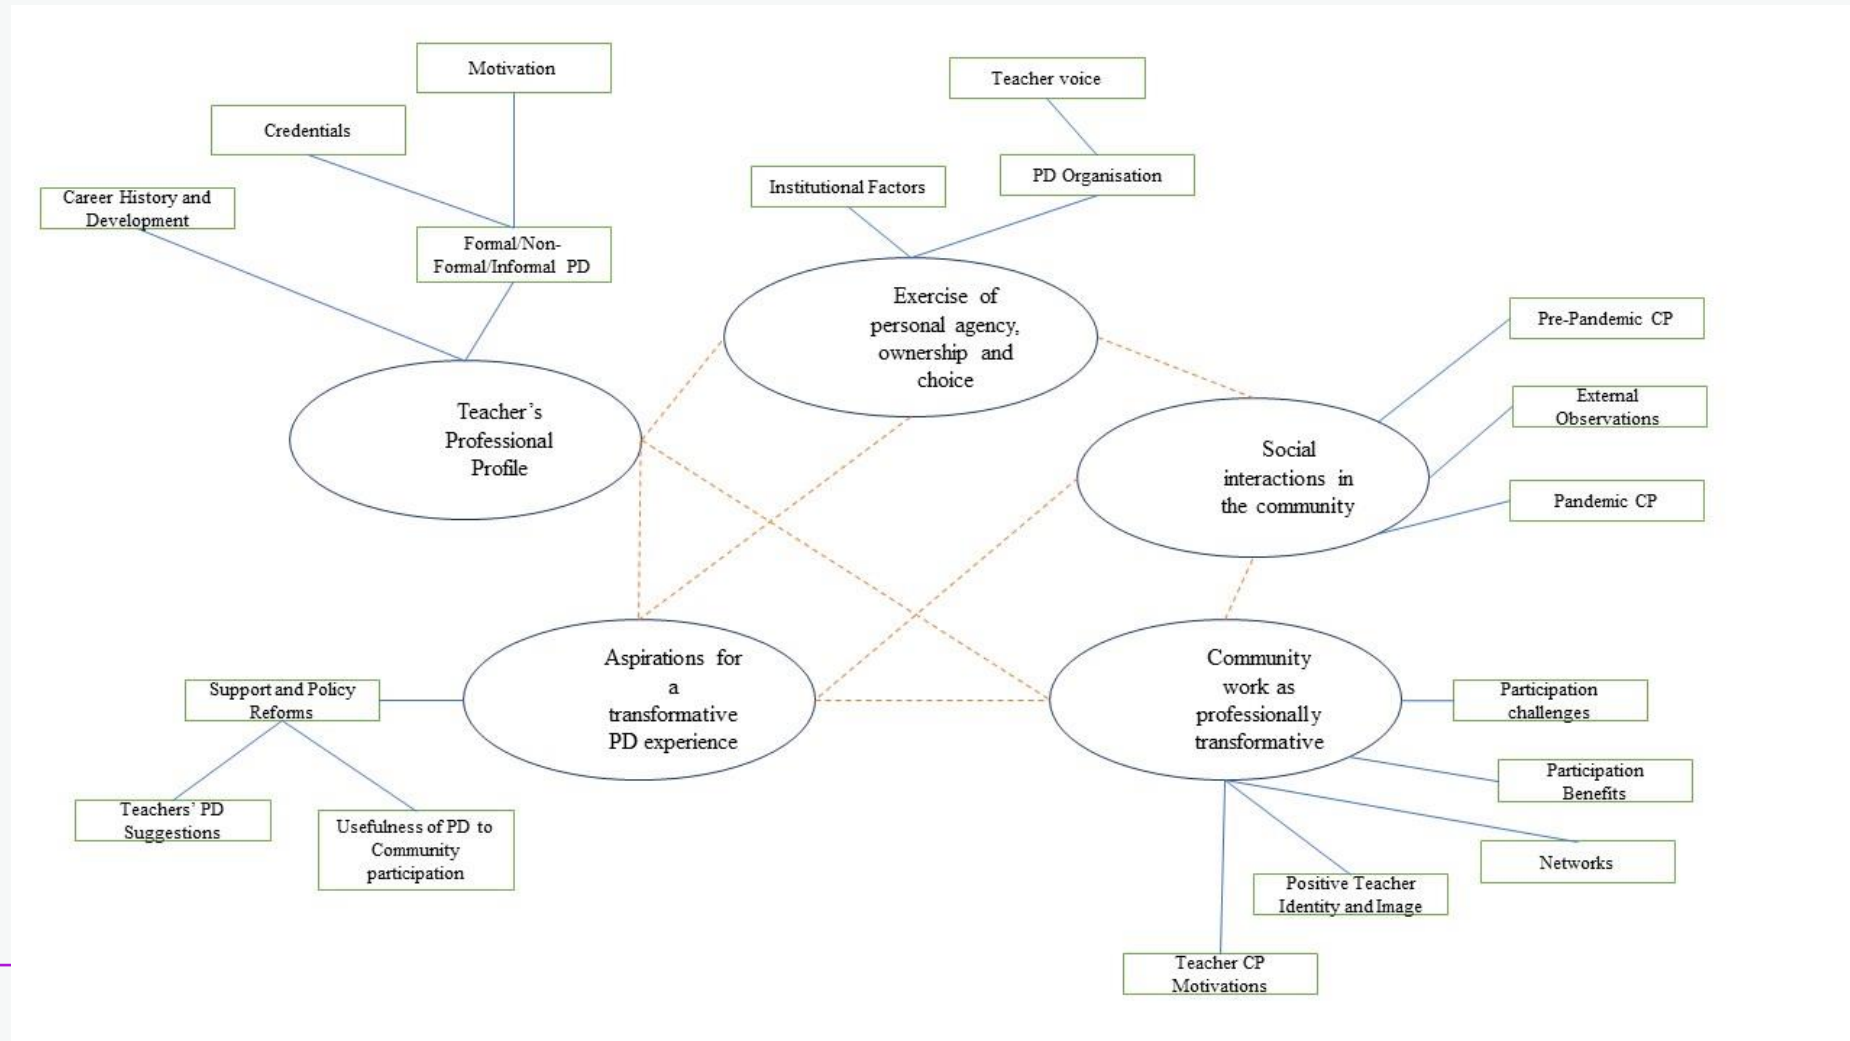 Motivation
Teacher voice
Credentials
PD Organisation
Institutional Factors
Career History and
Development
Formal/Non-
Formal/Informal PD
Exercise of
personal agency,
ownership and
choice
Pre-Pandemic CP
External
Observations
Teacher’s
Professional
Profile
Social
interactions in
the community
Pandemic CP
Aspirations for
a
transformative
PD experience
Community
work as
professionally
transformative
Support and Policy
Reforms
Participation
challenges
Participation
Benefits
Teachers’ PD
Suggestions
Usefulness of PD to
Community
participation
Networks
Positive Teacher
Identity and Image
Teacher CP
Motivations